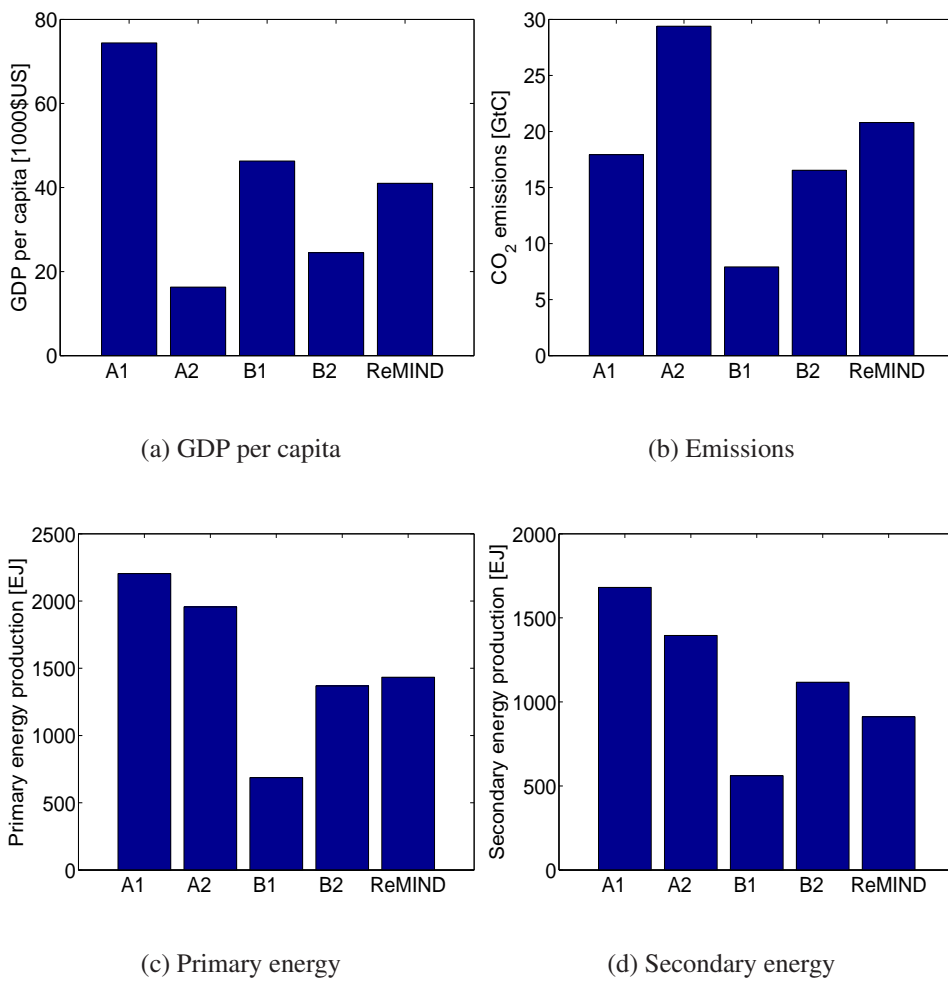 GDP per capita [1000$US]
80
60
40
20
0
A1 A2 B1 B2 ReMIND
(a) GDP per capita
CO2 emissions [GtC]
30
25
20
15
10
5
0
A1 A2 B1 B2 ReMIND
(b) Emissions
Primary energy production [EJ]
2500
2000
1500
1000
500
0
A1 A2 B1 B2 ReMIND
(c) Primary energy
Secondary energy production [EJ]
2000
1500
1000
500
0
A1 A2 B1 B2 ReMIND
(d) Secondary energy